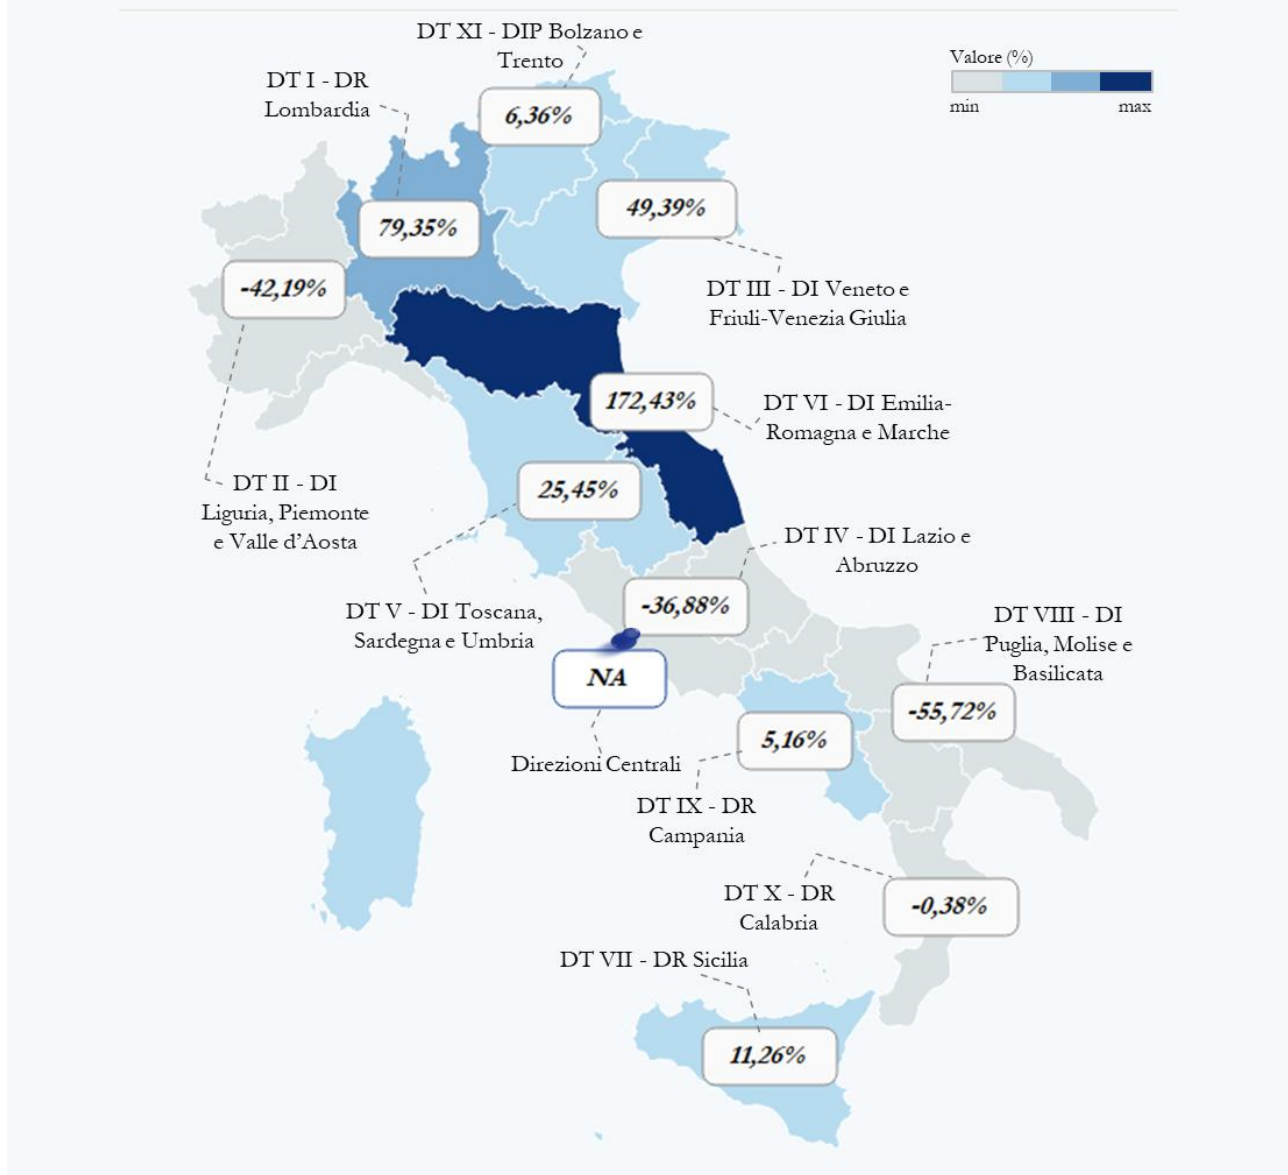 DT XI - DIP Bolzano e
Trento
DT I - DR
Lombardia
Valore (%)
min
max
6,36%
79,35%
49,39%
-42,19%
DT III - DI Veneto e
Friuli-Venezia Giulia
172,43%
DT VI - DI Emilia-
Romagna e Marche
DT II - DI
Liguria, Piemonte
e Valle d’Aosta
25,45%
DT IV - DI Lazio e
Abruzzo
DT V - DI Toscana,
Sardegna e Umbria
-36,88%
DT VIII - DI
Puglia, Molise e
Basilicata
NA
-55,72%
Direzioni Centrali
5,16%
DT IX - DR
Campania
DT X - DR
Calabria
-0,38%
DT VII - DR Sicilia
11,26%